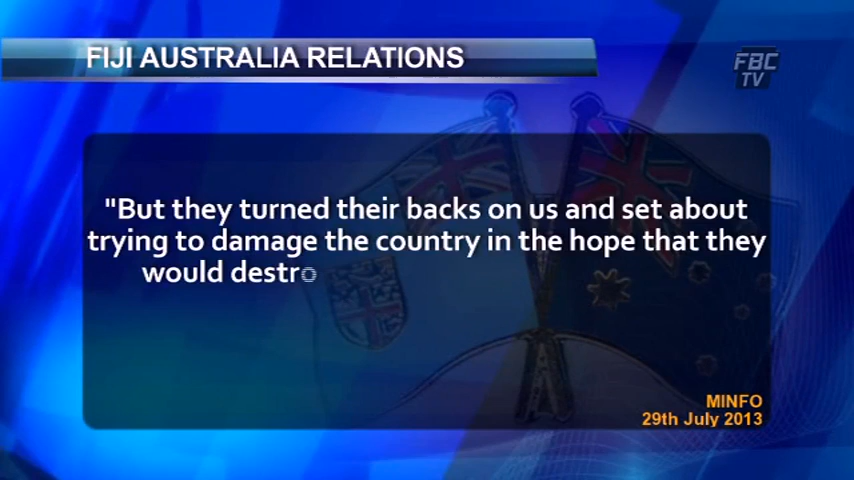 FIJI AUSTRALIA RELATIONS
FBC
TV
"But they turned their backs on us and set about
trying to damage the country in the hope that they
would destro
MINFO
29th July 2013